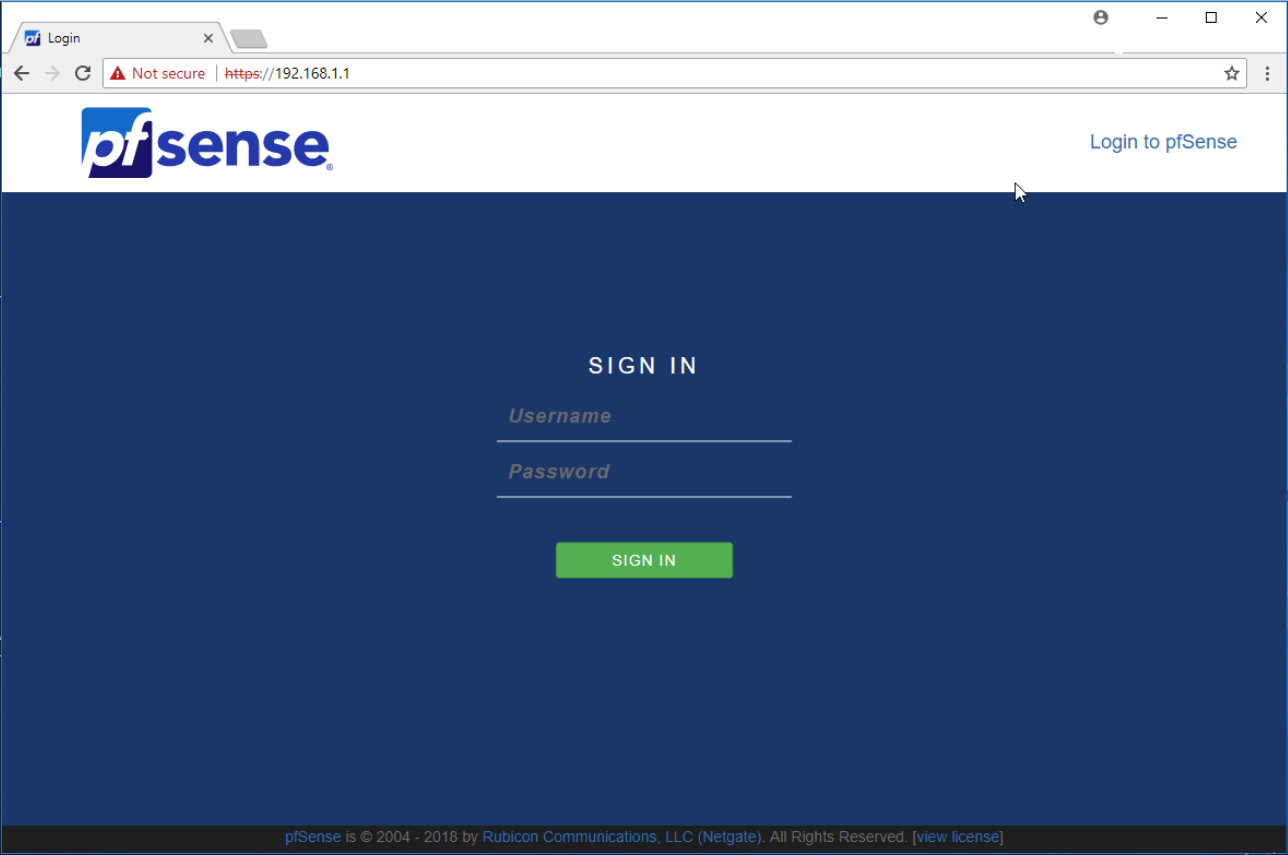 pf Login
Not secure https://192.168.1.1
pfsense®
Login to pfSense
SIGN IN
Username
Password
SIGN IN
pfSense is © 2004 - 2018 by Rubicon Communications, LLC (Netgate). All Rights Reserved. [view license]